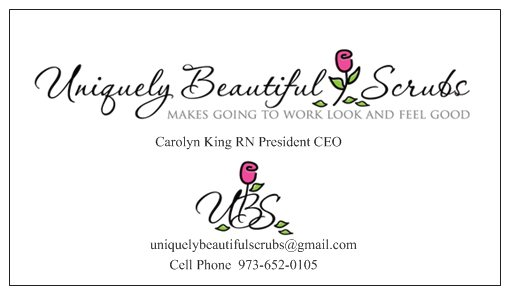 Uniquely Beautiful Scrubs
MAKES GOING TO WORK LOOK AND FEEL GOOD
Carolyn King RN President CEO
UBS
uniquelybeautifulscrubs@gmail.com
Cell Phone 973-652-0105